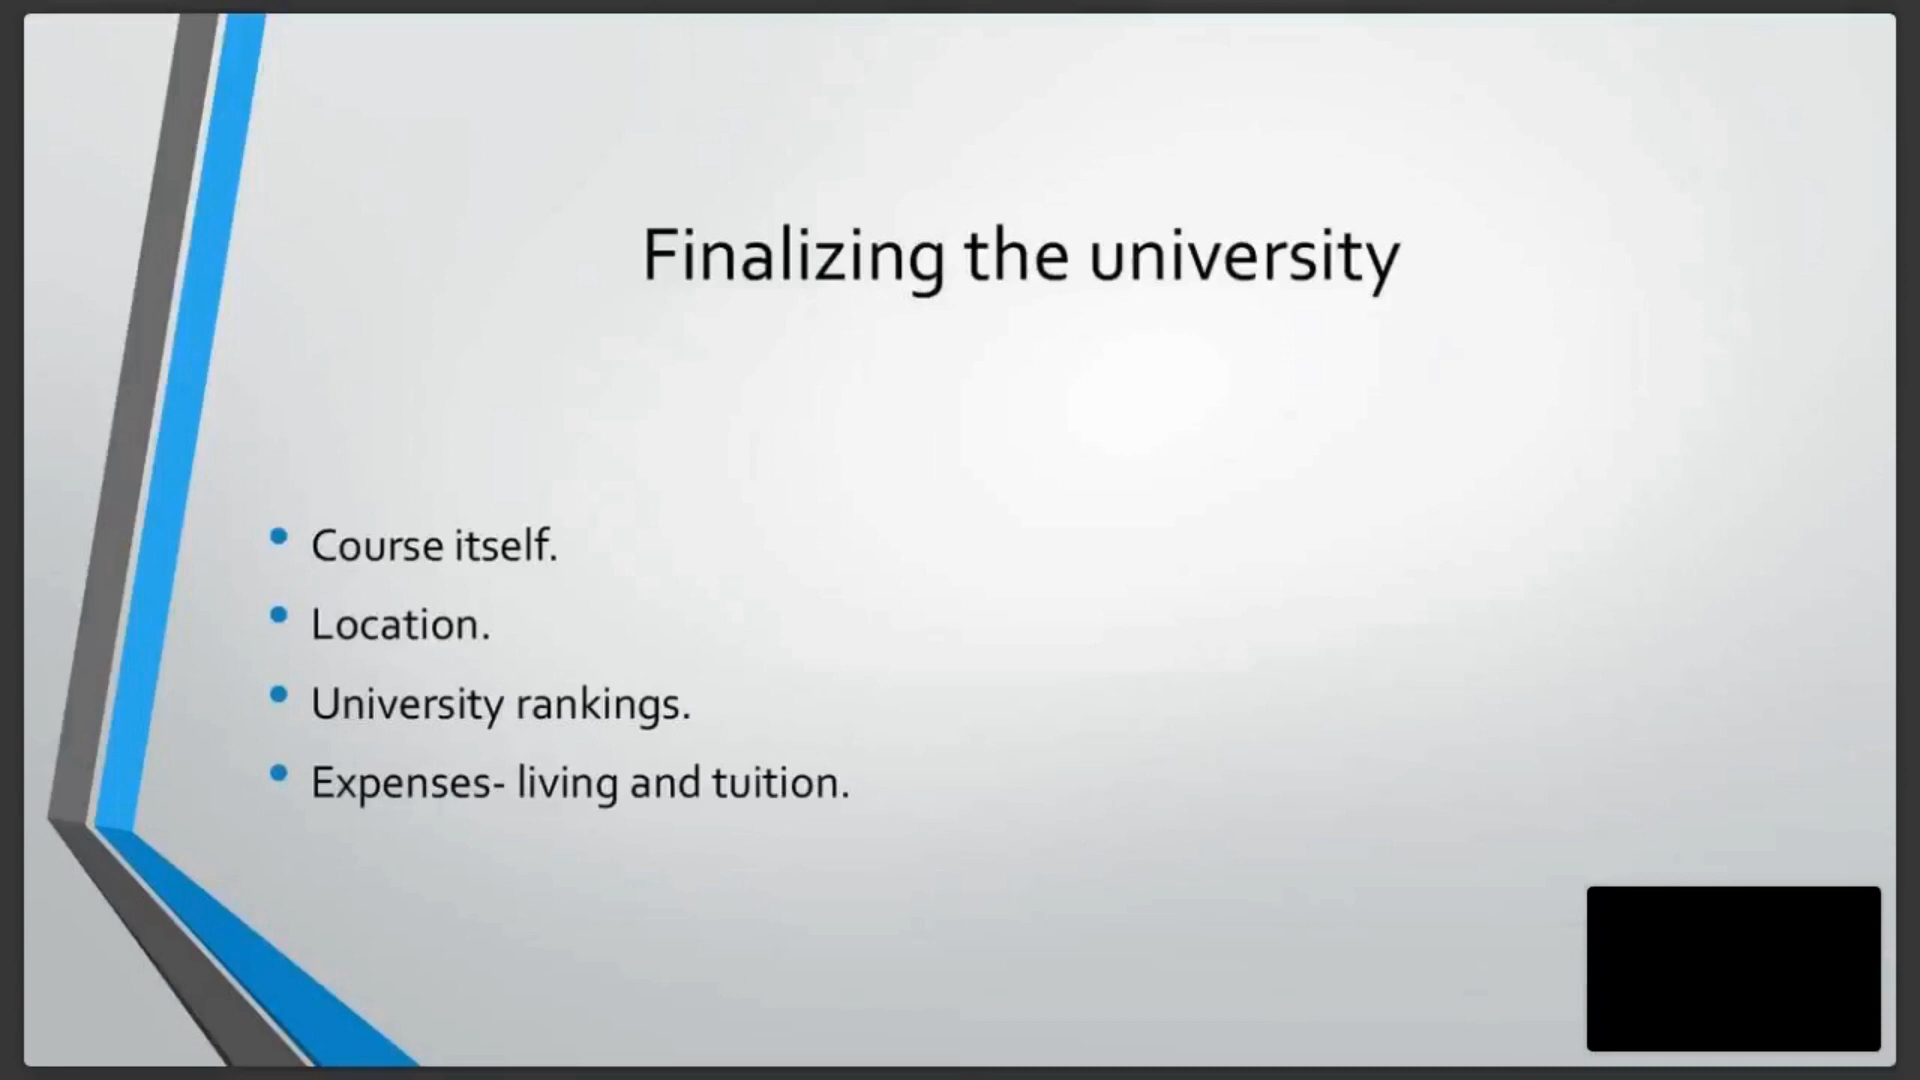 Finalizing the university
• Course itself.
• Location.
• University rankings.
• Expenses- living and tuition.